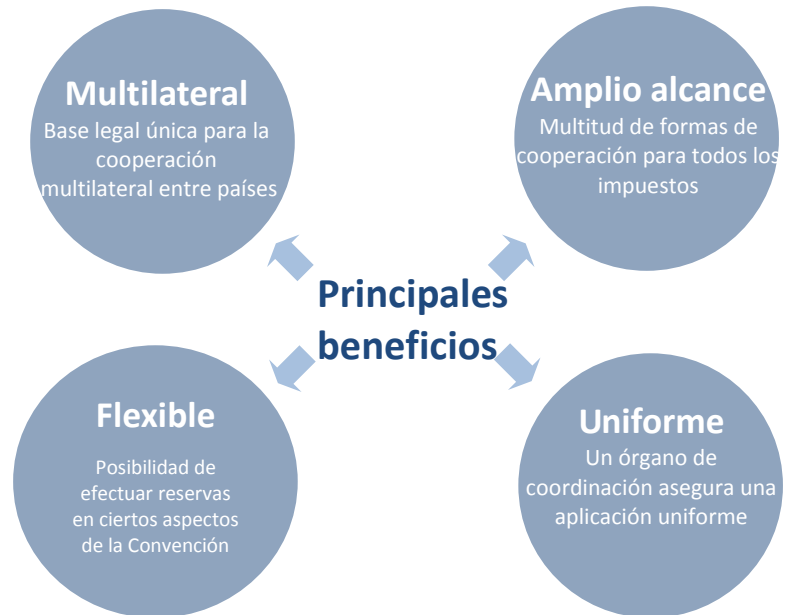 Multilateral
Base legal única para la
cooperación
multilateral entre países
Amplio alcance
Multitud de formas de
cooperación para todos los
impuestos
Principales
beneficios
Flexible
Posibilidad de
efectuar reservas
en ciertos aspectos
de la Convención
Uniforme
Un órgano de
coordinación asegura una
aplicación uniforme